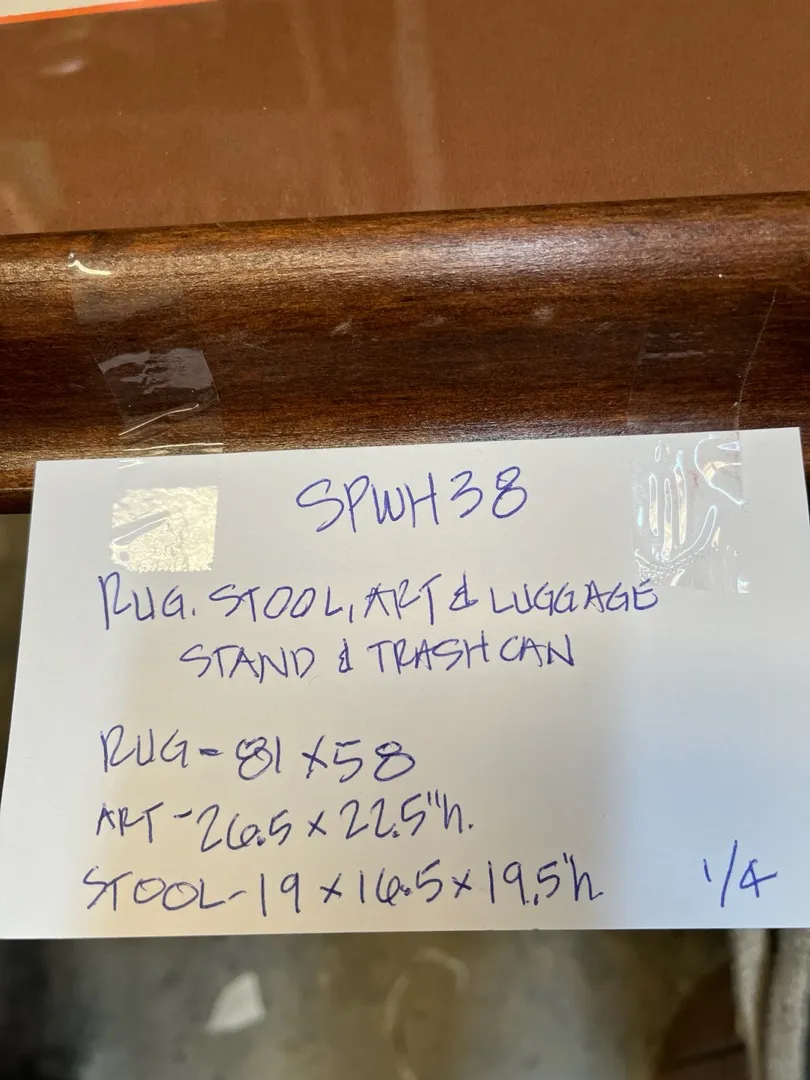 SPWH38
RUG. STOOL, ART & LUGGAGE
STAND & TRASH CAN
RUG - 81 x 58
ART - 26.5 x 22.5"h.
STOOL - 19 x 16.5 x 19.5"h
1/4